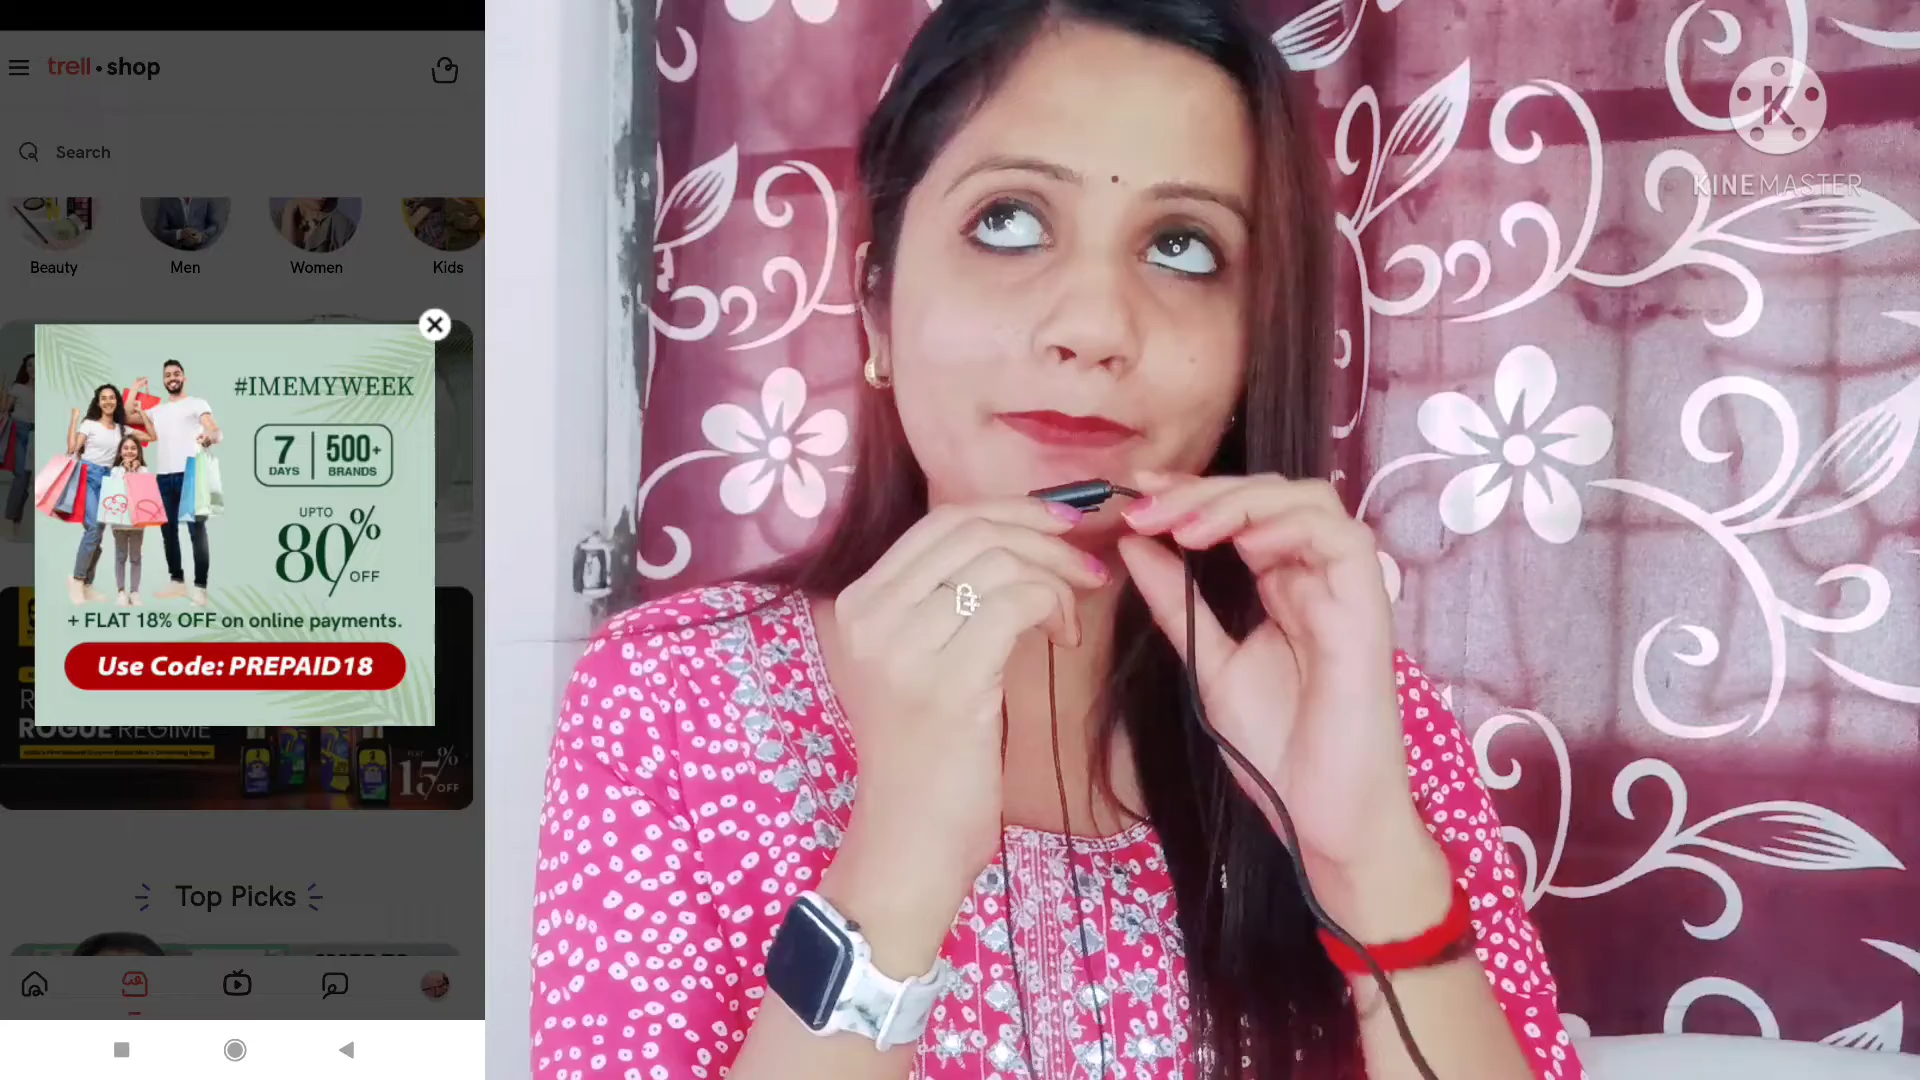 trell • shop
Search
Beauty
Men
Women
Kids
#IMEMYWEEK
7 DAYS
500+ BRANDS
UPTO
80% OFF
+ FLAT 18% OFF on online payments.
Use Code: PREPAID18
ROGUE REGIME
FLAT
15% OFF
Top Picks
K
KINEMASTER